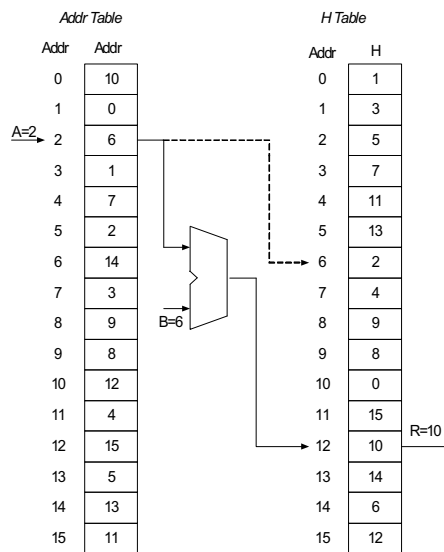 Addr Table H Table
Addr Addr Addr H
0 10 0 1
1 0 1 3
A=2 2 6 2 5
3 1 3 7
4 7 4 11
5 2 5 13
6 14 6 2
7 3 7 4
B=6 8 9 8 9
9 8 9 8
10 12 10 0
11 4 11 15
12 15 12 10 R=10
13 5 13 14
14 13 14 6
15 11 15 12